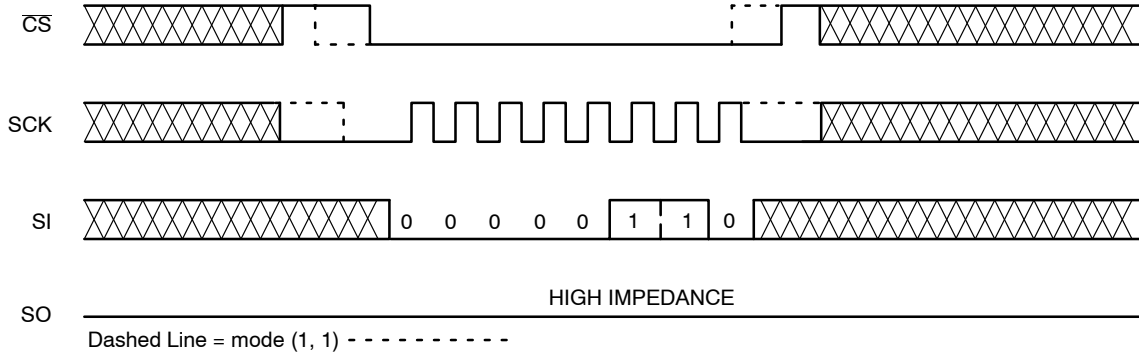 CS
SCK
SI 0 0 0 0 0 1 1 0
HIGH IMPEDANCE
SO
Dashed Line = mode (1, 1)